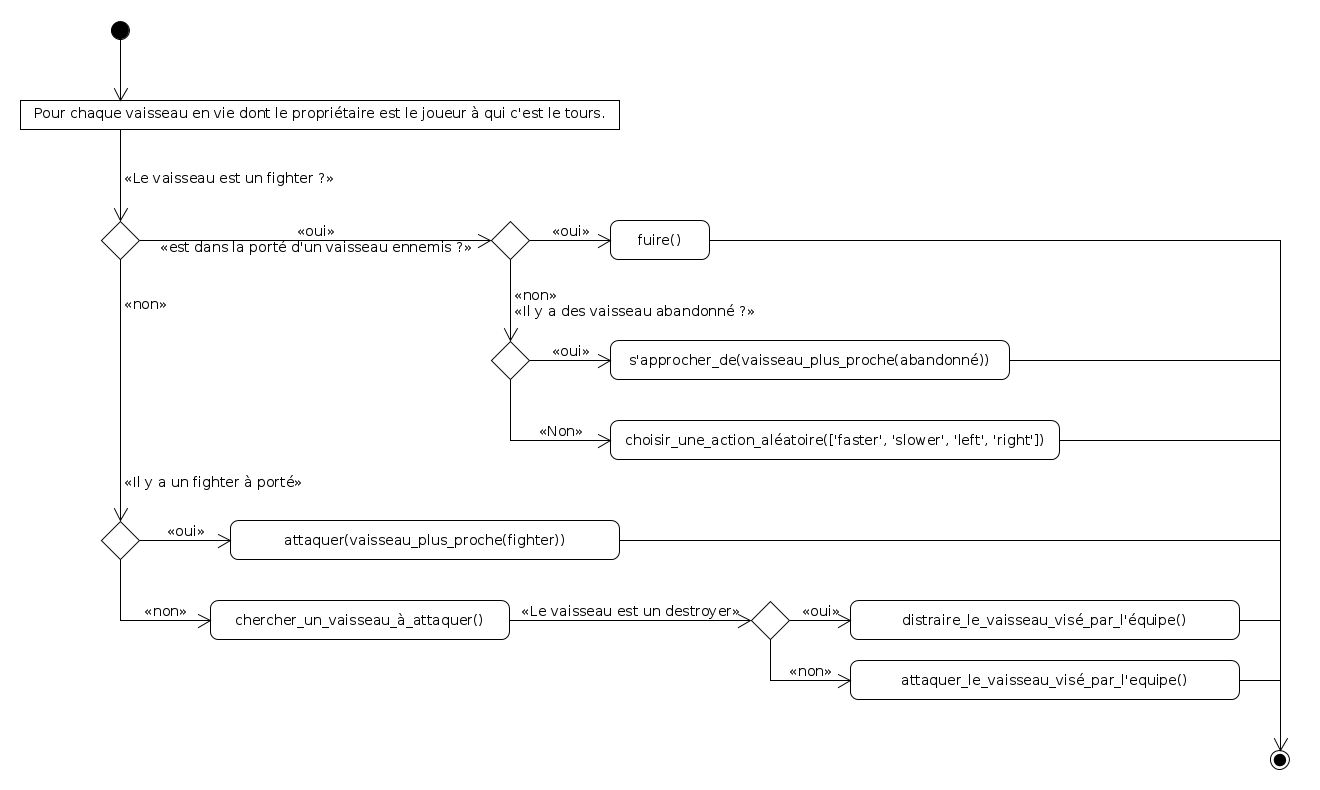 Pour chaque vaisseau en vie dont le propriétaire est le joueur à qui c'est le tours.
«Le vaisseau est un fighter ?»
«oui»
«est dans la porté d'un vaisseau ennemis ?»
«oui»
fuire()
«non»
«non»
«Il y a des vaisseau abandonné ?»
«oui»
s'approcher_de(vaisseau_plus_proche(abandonné))
«Non»
choisir_une_action_aléatoire(['faster', 'slower', 'left', 'right'])
«Il y a un fighter à porté»
«oui»
attaquer(vaisseau_plus_proche(fighter))
«non»
chercher_un_vaisseau_à_attaquer()
«Le vaisseau est un destroyer»
«oui»
distraire_le_vaisseau_visé_par_l'équipe()
«non»
attaquer_le_vaisseau_visé_par_l'equipe()